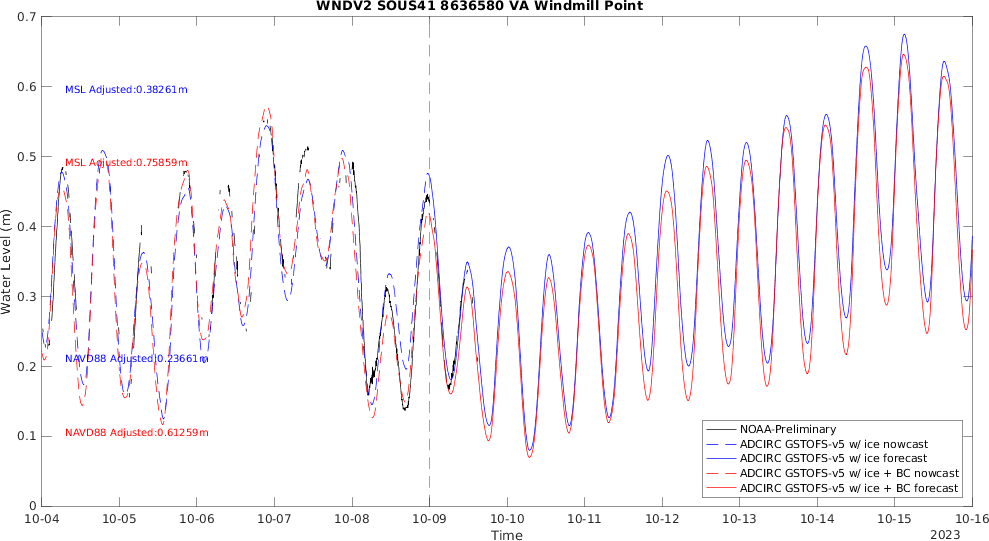 WNDV2 SOUS41 8636580 VA Windmill Point
0.7
0.6
0.5
0.4
0.3
0.2
0.1
0
Water Level (m)
MSL Adjusted:0.38261m
MSL Adjusted:0.75859m
NAVD88 Adjusted:0.23661m
NAVD88 Adjusted:0.61259m
NOAA-Preliminary
ADCIRC GSTOFS-v5 w/ ice nowcast
ADCIRC GSTOFS-v5 w/ ice forecast
ADCIRC GSTOFS-v5 w/ ice + BC nowcast
ADCIRC GSTOFS-v5 w/ ice + BC forecast
10-04 10-05 10-06 10-07 10-08 10-09 10-10 10-11 10-12 10-13 10-14 10-15 10-16
Time
2023